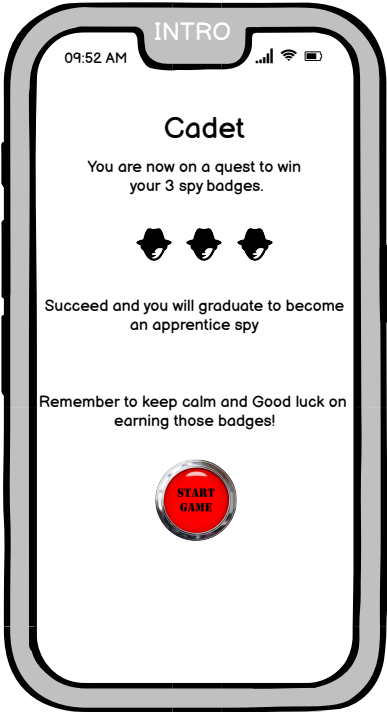 INTRO
09:52 AM
Cadet
You are now on a quest to win
your 3 spy badges.
Succeed and you will graduate to become
an apprentice spy
Remember to keep calm and Good luck on
earning those badges!
START
GAME